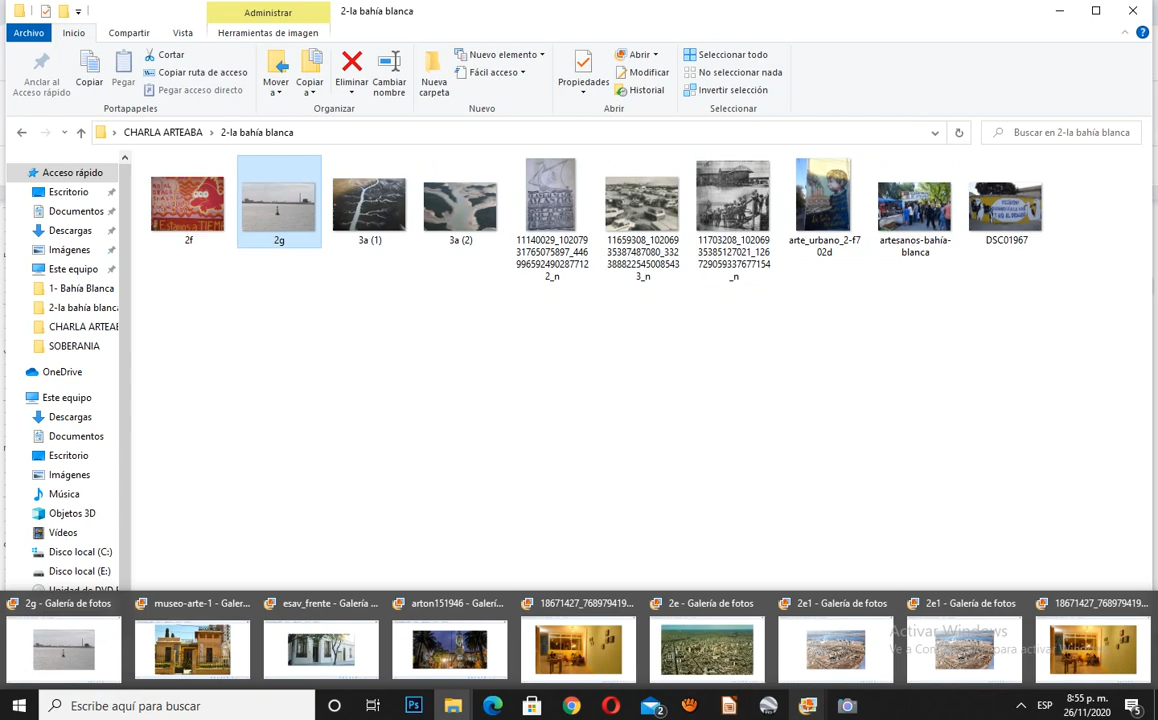 Administrar
2-la bahía blanca
Archivo
Inicio
Compartir
Vista
Herramientas de imagen
Anclar al
Acceso rápido
Copiar
Pegar
Cortar
Copiar ruta de acceso
Pegar acceso directo
Portapapeles
Mover
a
Copiar
a
Eliminar
Cambiar
nombre
Organizar
Nueva
carpeta
Nuevo elemento
Fácil acceso
Nuevo
Propiedades
Abrir
Modificar
Historial
Abrir
Seleccionar todo
No seleccionar nada
Invertir selección
Seleccionar
CHARLA ARTEABA > 2-la bahía blanca
Buscar en 2-la bahía blanca
Acceso rápido
Escritorio
Documentos
Descargas
Imágenes
Este equipo
1- Bahía Blanca
2-la bahía blanca
CHARLA ARTEAB
SOBERANIA
OneDrive
Este equipo
Descargas
Documentos
Escritorio
Imágenes
Música
Objetos 3D
Vídeos
Disco local (C:)
Disco local (E:)
2f
2g
3a (1)
3a (2)
11140029_102079
31765075897_446
996592490287712
2_n
11659308_102069
35387487080_332
388822545008543
3_n
11703208_102069
35385127021_126
729059337677154
_n
arte_urbano_2-f7
02d
artesanos-bahía-
blanca
DSC01967
2g - Galería de fotos
museo-arte-1 - Galer...
esav_frente - Galería ...
arton151946 - Galerí...
18671427_768979419...
2e - Galería de fotos
2e1 - Galería de fotos
2e1 - Galería de fotos
18671427_768979419...
Activar Windows
Ve a Configuración para activar Windows.
Escribe aquí para buscar
2
ESP
8:55 p. m.
26/11/2020
5